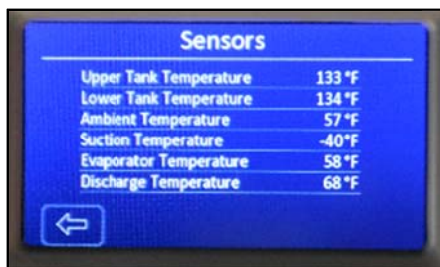 Sensors
Upper Tank Temperature 133 °F
Lower Tank Temperature 134 °F
Ambient Temperature 57 °F
Suction Temperature -40°F
Evaporator Temperature 58 °F
Discharge Temperature 68 °F